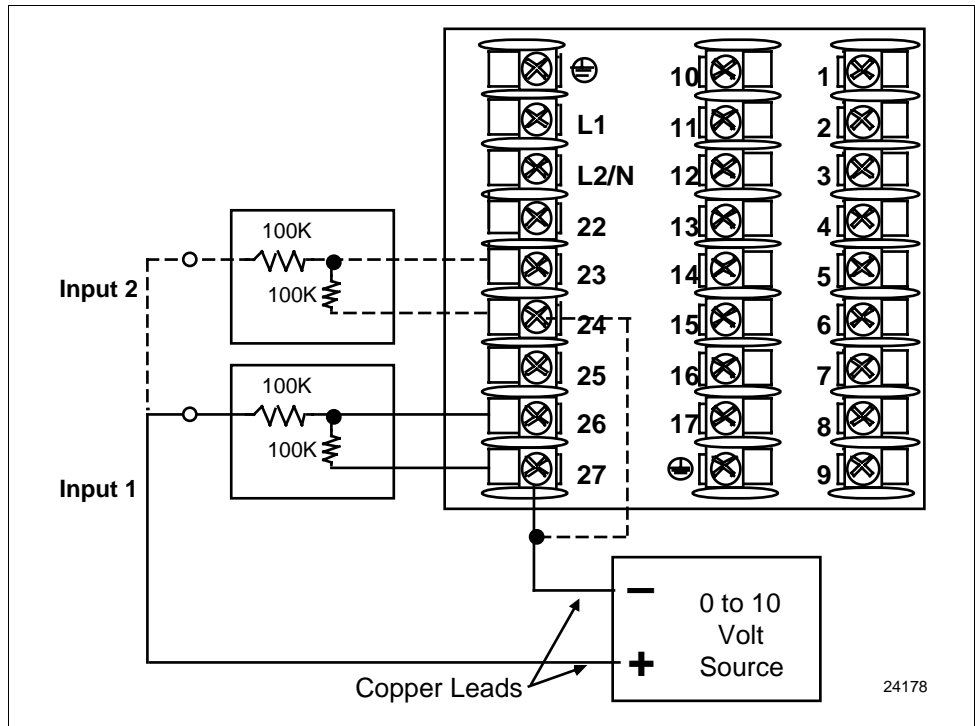 10 1
L1 11 2
L2/N 12 3
22 13 4
100K
23 14 5
Input 2
100K
24 15 6
25 16 7
100K
26 17 8
100K
27 9
Input 1
− 0 to 10
Volt
+ Source
Copper Leads
24178